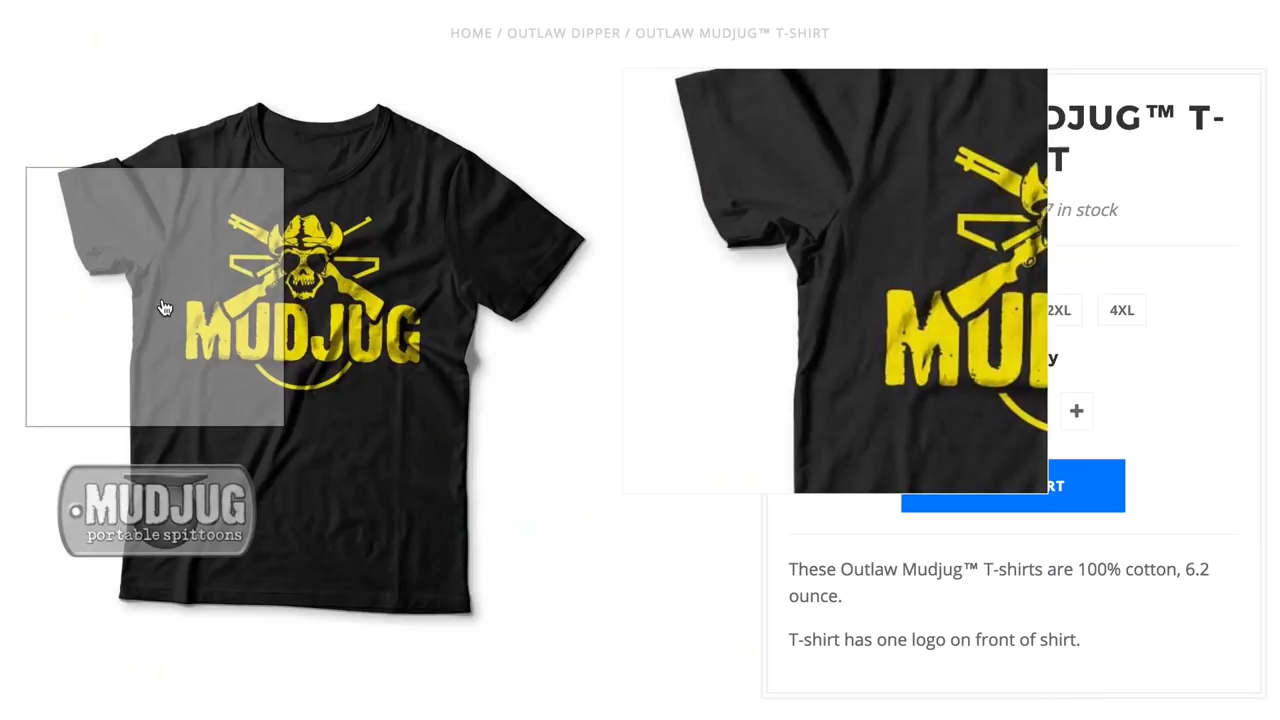 HOME / OUTLAW DIPPER / OUTLAW MUDJUG™ T-SHIRT
DJUG™ T-
T
7 in stock
2XL
4XL
y
+
RT
MUDJUG
MU
MUDJUG
portable spittoons
These Outlaw Mudjug™ T-shirts are 100% cotton, 6.2
ounce.
T-shirt has one logo on front of shirt.